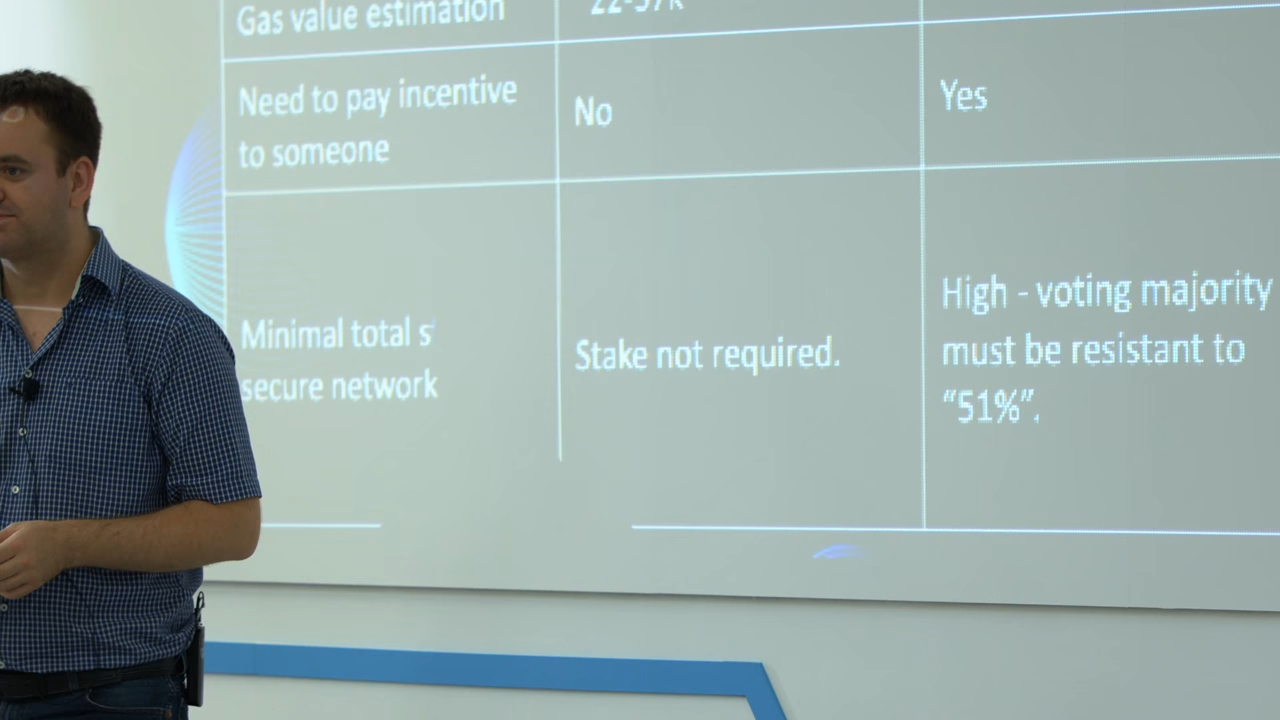 Gas value estimation
Need to pay incentive
to someone
No
Yes
Minimal total
secure network
Stake not required.
High - voting majority
must be resistant to
“51%”.